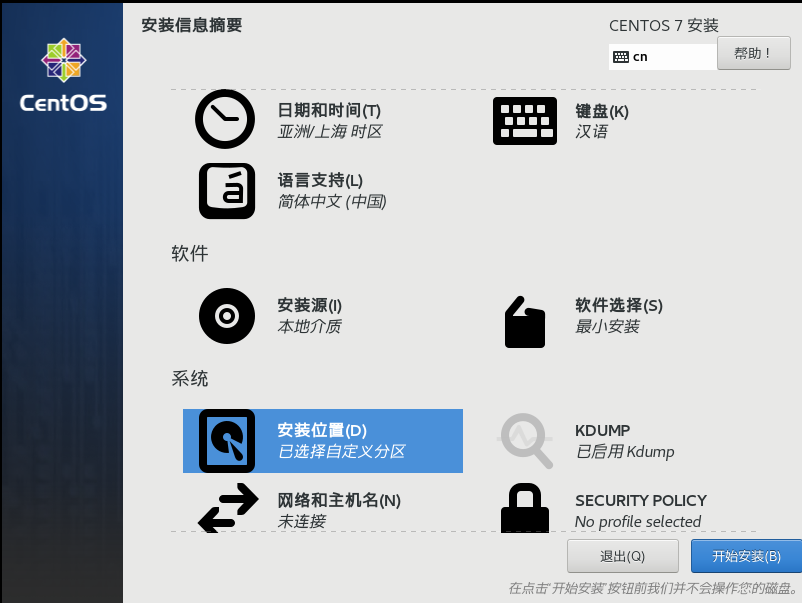 安装信息摘要
CENTOS 7 安装
cn
帮助！
CentOS
日期和时间(T)
亚洲/上海 时区
键盘(K)
汉语
语言支持(L)
简体中文 (中国)
软件
安装源(I)
本地介质
软件选择(S)
最小安装
系统
安装位置(D)
已选择自定义分区
KDUMP
已启用 Kdump
网络和主机名(N)
未连接
SECURITY POLICY
No profile selected
退出(Q)
开始安装(B)
在点击'开始安装'按钮前我们并不会操作您的磁盘。